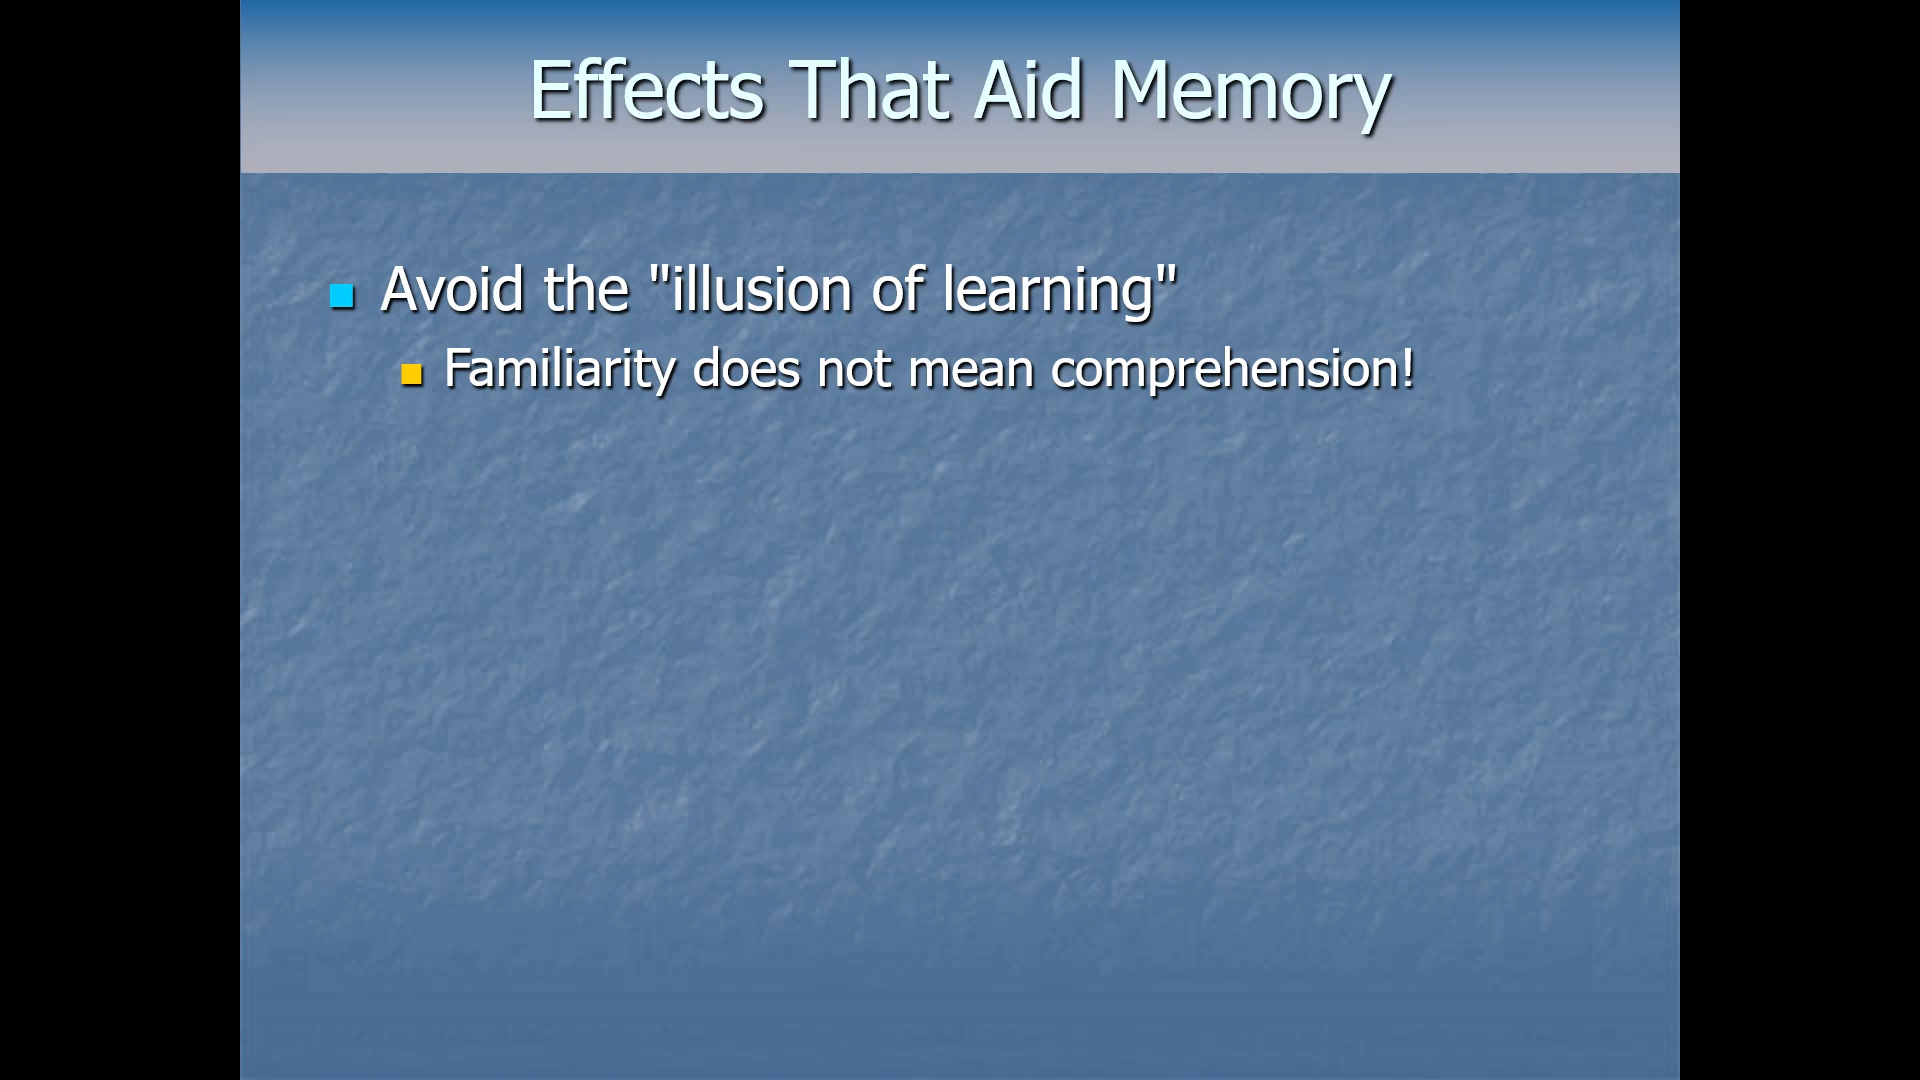 Effects That Aid Memory
Avoid the "illusion of learning"
Familiarity does not mean comprehension!